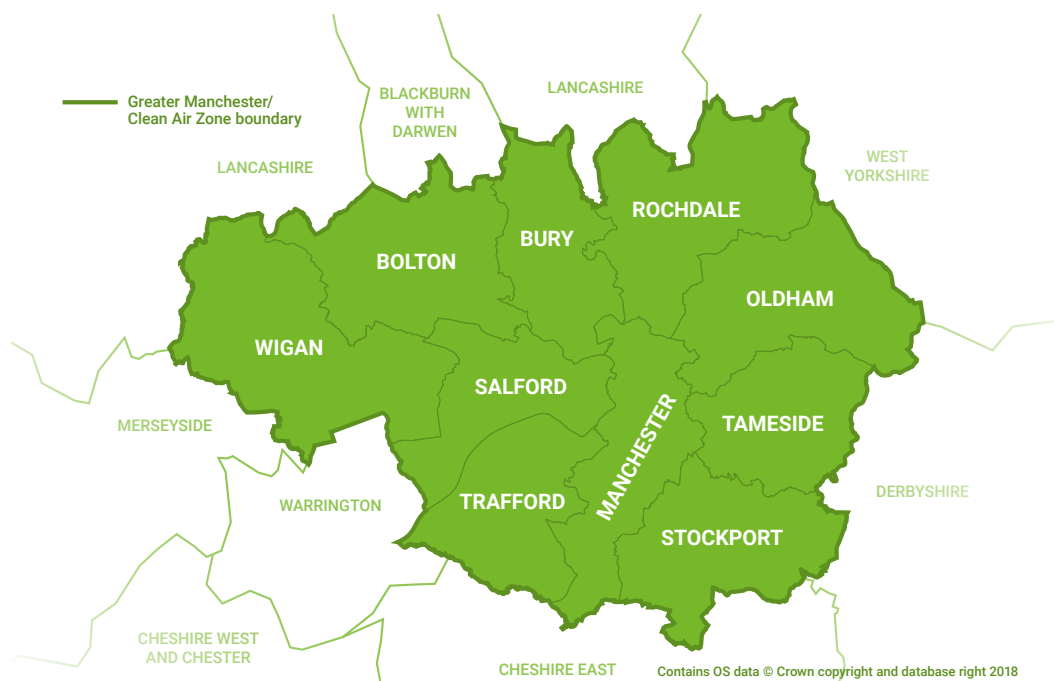 Greater Manchester/
Clean Air Zone boundary
BLACKBURN
WITH
DARWEN
LANCASHIRE
LANCASHIRE
WEST
YORKSHIRE
ROCHDALE
BURY
BOLTON
OLDHAM
WIGAN
SALFORD
MANCHESTER
TAMESIDE
MERSEYSIDE
WARRINGTON
TRAFFORD
DERBYSHIRE
STOCKPORT
CHESHIRE WEST
AND CHESTER
CHESHIRE EAST
Contains OS data © Crown copyright and database right 2018